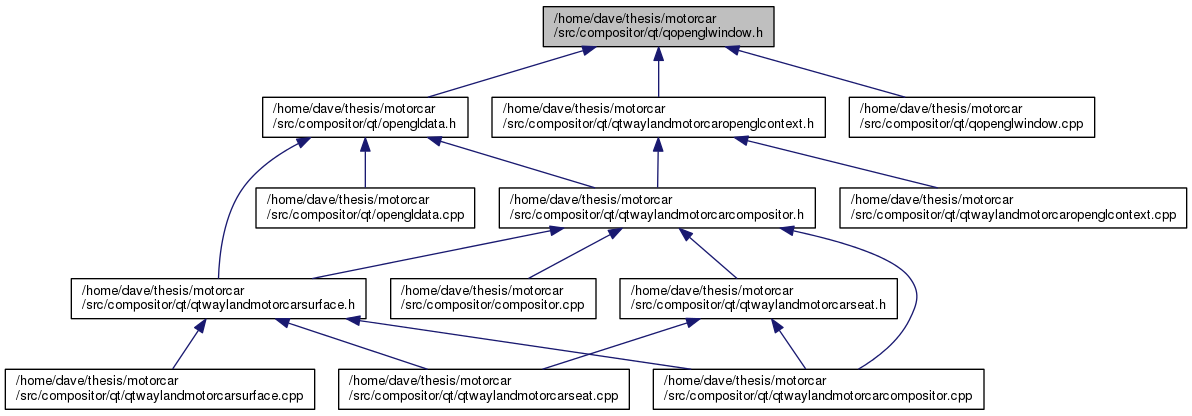 /home/dave/thesis/motorcar
/src/compositor/qt/qopenglwindow.h
/home/dave/thesis/motorcar
/src/compositor/qt/opengldata.h
/home/dave/thesis/motorcar
/src/compositor/qt/qtwaylandmotorcaropenglcontext.h
/home/dave/thesis/motorcar
/src/compositor/qt/qopenglwindow.cpp
/home/dave/thesis/motorcar
/src/compositor/qt/opengldata.cpp
/home/dave/thesis/motorcar
/src/compositor/qt/qtwaylandmotorcarcompositor.h
/home/dave/thesis/motorcar
/src/compositor/qt/qtwaylandmotorcaropenglcontext.cpp
/home/dave/thesis/motorcar
/src/compositor/qt/qtwaylandmotorcarsurface.h
/home/dave/thesis/motorcar
/src/compositor/compositor.cpp
/home/dave/thesis/motorcar
/src/compositor/qt/qtwaylandmotorcarseat.h
/home/dave/thesis/motorcar
/src/compositor/qt/qtwaylandmotorcarsurface.cpp
/home/dave/thesis/motorcar
/src/compositor/qt/qtwaylandmotorcarseat.cpp
/home/dave/thesis/motorcar
/src/compositor/qt/qtwaylandmotorcarcompositor.cpp